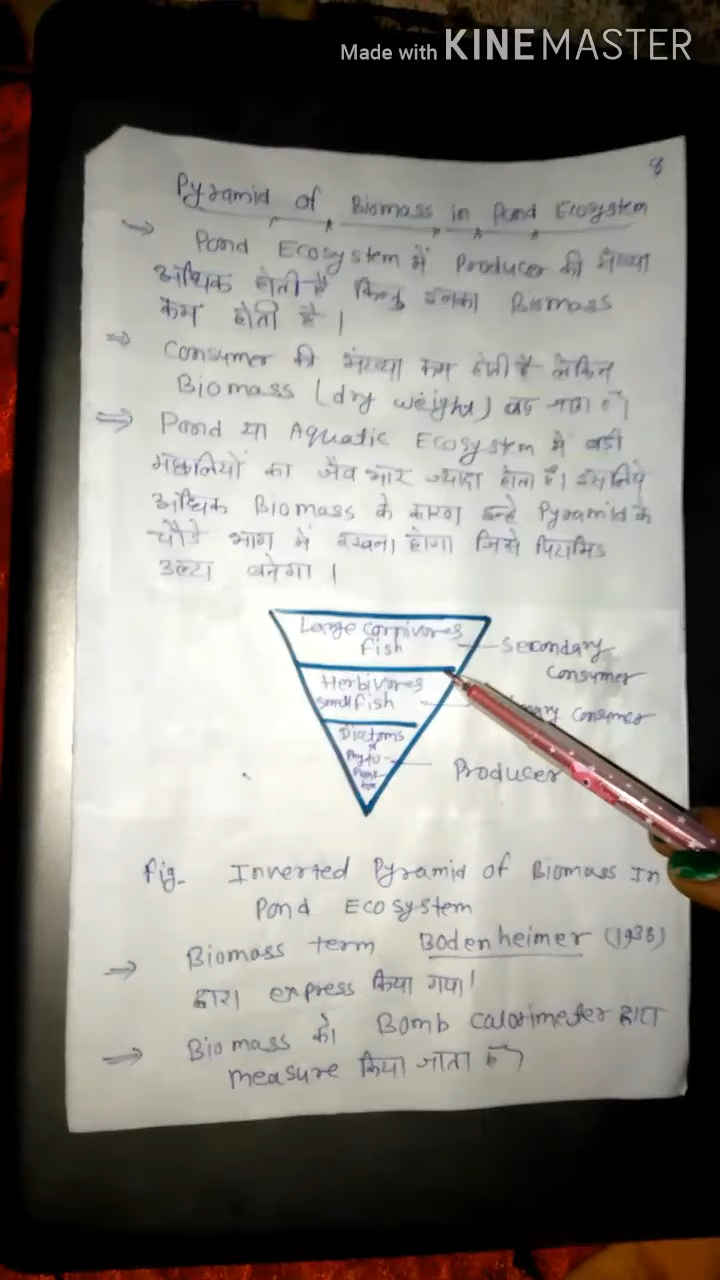 Made with KINEMASTER
8
Pyramid of Biomass in Pond Ecosystem
→ Pond Ecosystem में Producer की संख्या
अधिक होती है किन्तु इनका Biomass
कम होती है।
⇒ Consumer की संख्या कम होती है लेकिन
Biomass (dry weight) बढ़ जाता है।
⇒ Pond या Aquatic Ecosystem में बड़ी
मछलियों का जैव भार ज्यादा होता है। इसलिये
अधिक Biomass के कारण इन्हे Pyramid के
चौडे भाग में रखना होगा जिसे पिरामिड
उल्टा बनेगा।
Large carnivores
fish
Secondary
Consumer
Herbivores
small fish
Consumer
Diatoms
Producer
Fig- Inverted Pyramid of Biomass In
Pond Ecosystem
⇒ Biomass term Bodenheimer (1938)
द्वारा express किया गया।
⇒ Biomass को Bomb calorimeter द्वारा
measure किया जाता है